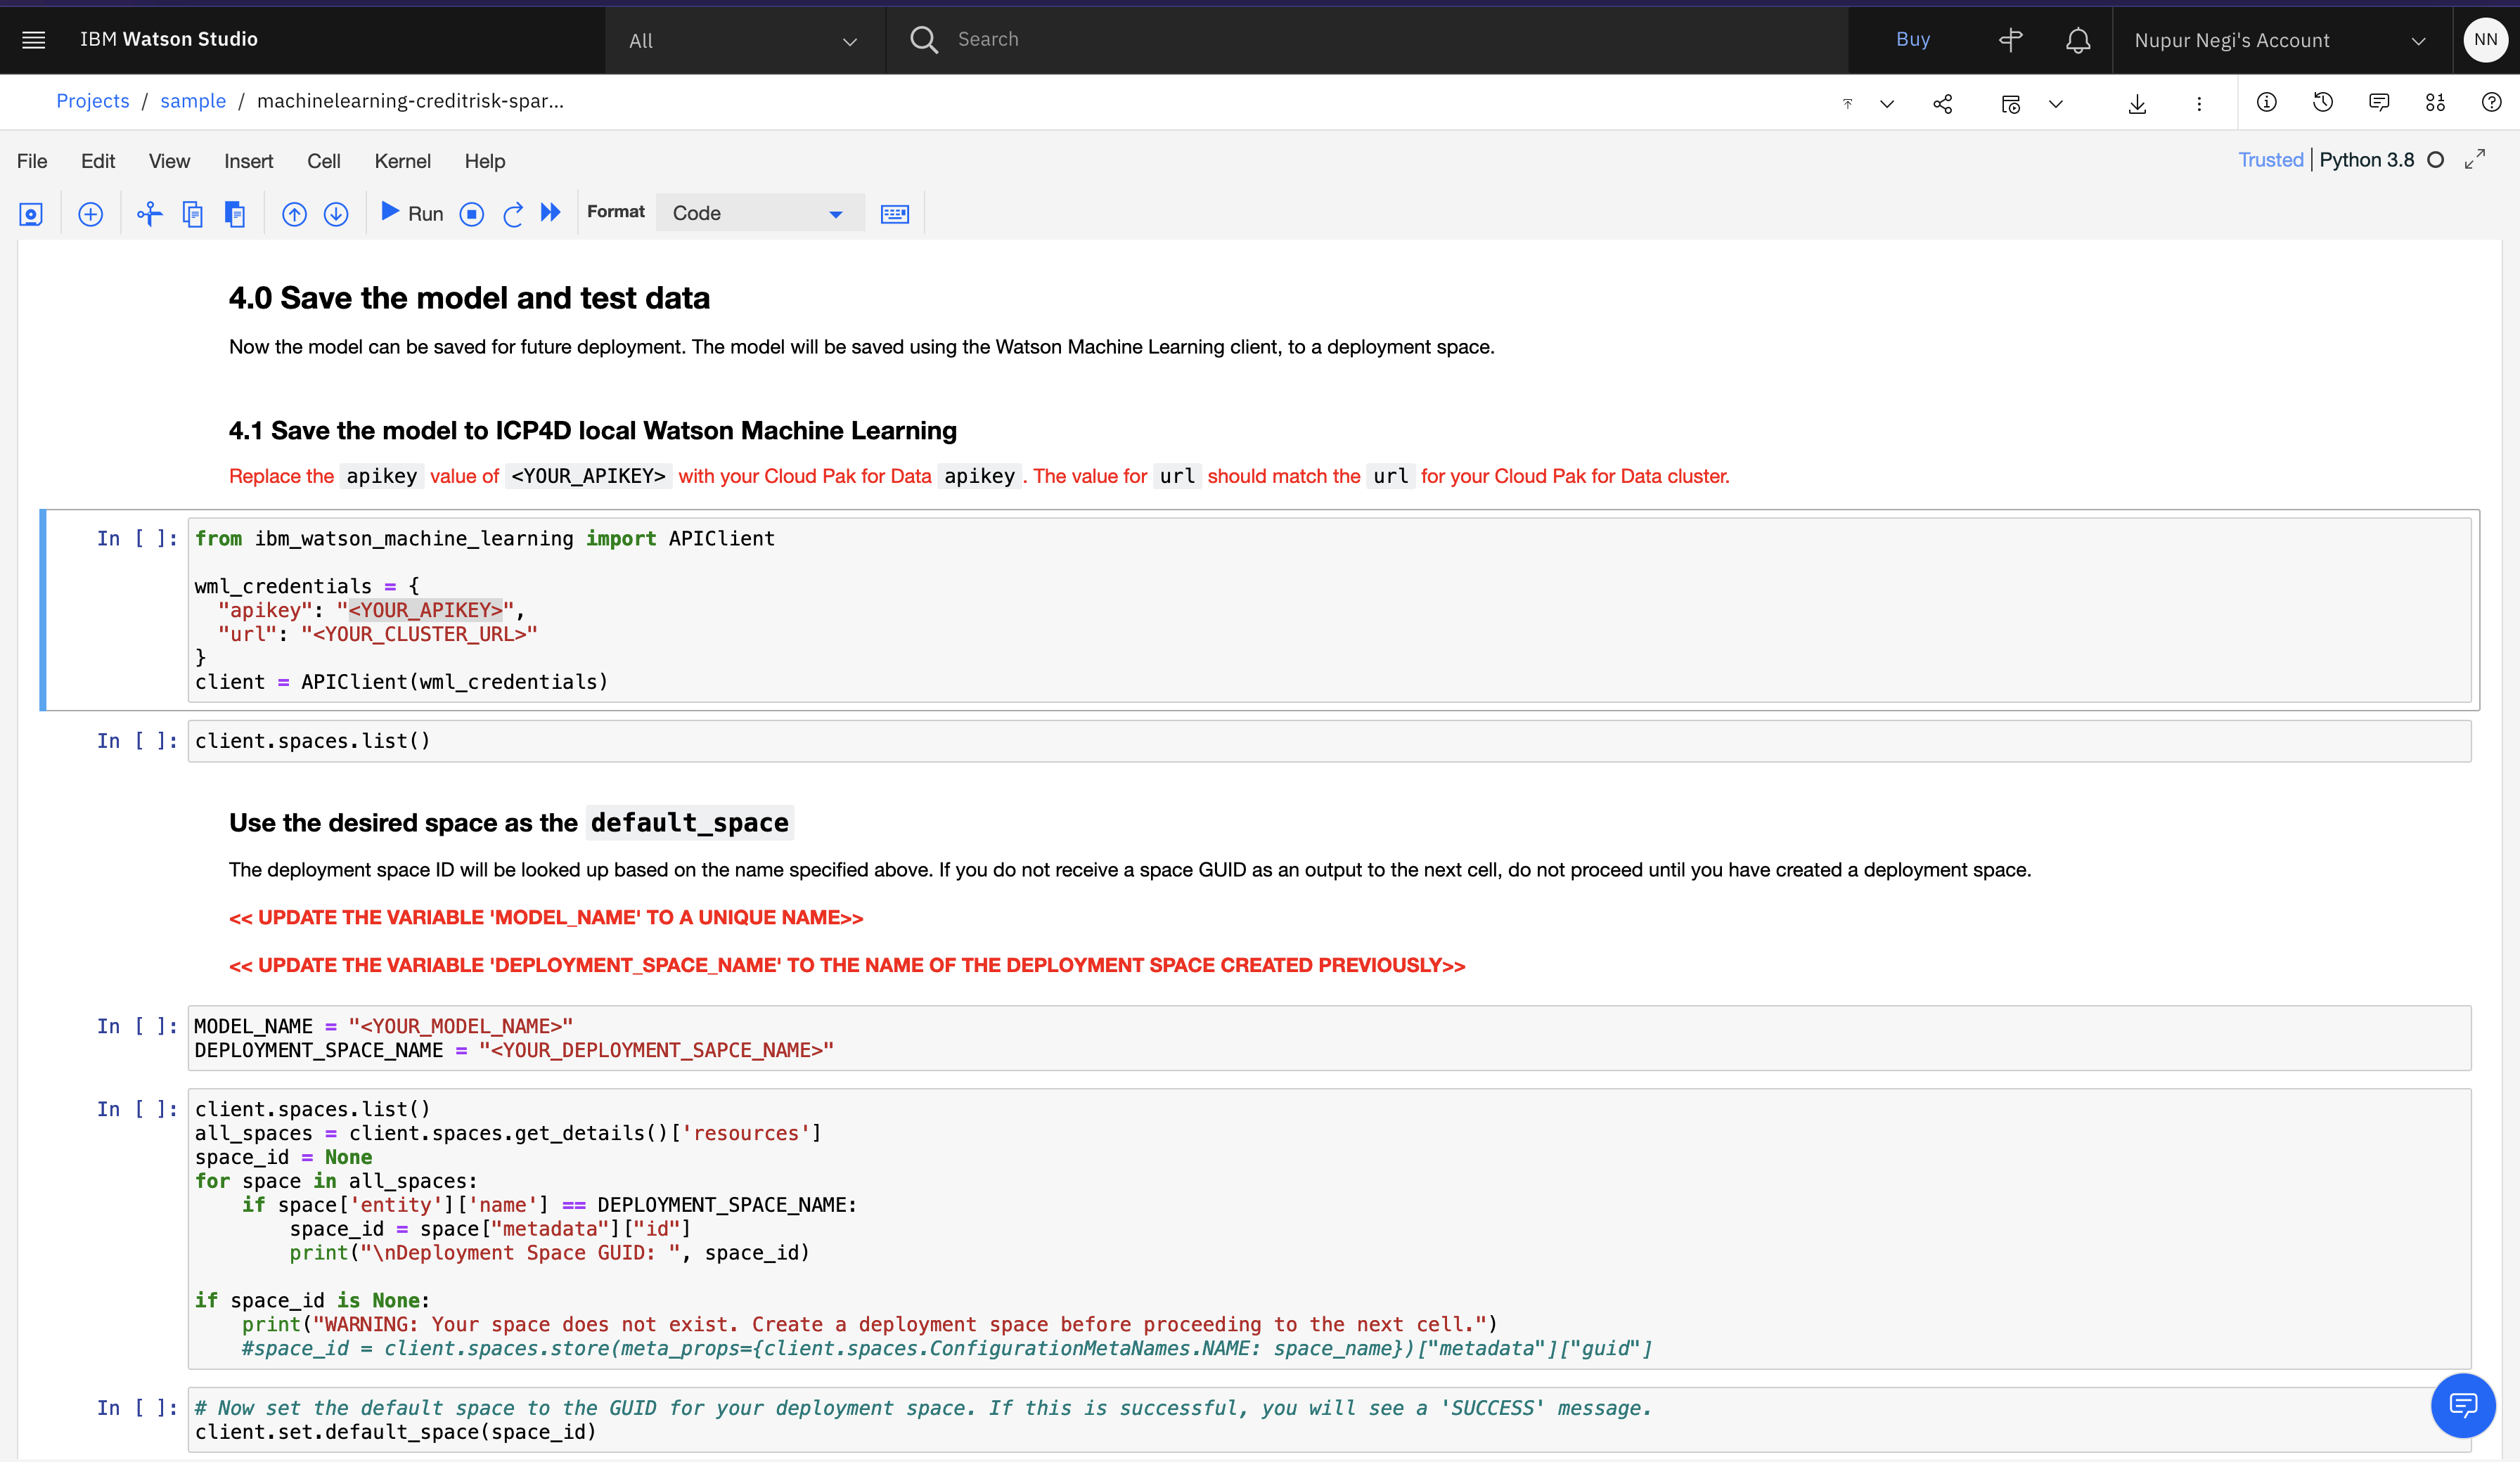 IBM Watson Studio
All
Search
Buy
Nupur Negi's Account
NN
Projects / sample / machinelearning-creditrisk-spar...
File Edit View Insert Cell Kernel Help
Trusted | Python 3.8
Run
Format
Code
4.0 Save the model and test data
Now the model can be saved for future deployment. The model will be saved using the Watson Machine Learning client, to a deployment space.
4.1 Save the model to ICP4D local Watson Machine Learning
Replace the apikey value of <YOUR_APIKEY> with your Cloud Pak for Data apikey . The value for url should match the url for your Cloud Pak for Data cluster.
In [ ]: from ibm_watson_machine_learning import APIClient
wml_credentials = {
  "apikey": "<YOUR_APIKEY>",
  "url": "<YOUR_CLUSTER_URL>"
}
client = APIClient(wml_credentials)
In [ ]: client.spaces.list()
Use the desired space as the default_space
The deployment space ID will be looked up based on the name specified above. If you do not receive a space GUID as an output to the next cell, do not proceed until you have created a deployment space.
<< UPDATE THE VARIABLE 'MODEL_NAME' TO A UNIQUE NAME>>
<< UPDATE THE VARIABLE 'DEPLOYMENT_SPACE_NAME' TO THE NAME OF THE DEPLOYMENT SPACE CREATED PREVIOUSLY>>
In [ ]: MODEL_NAME = "<YOUR_MODEL_NAME>"
DEPLOYMENT_SPACE_NAME = "<YOUR_DEPLOYMENT_SAPCE_NAME>"
In [ ]: client.spaces.list()
all_spaces = client.spaces.get_details()['resources']
space_id = None
for space in all_spaces:
    if space['entity']['name'] == DEPLOYMENT_SPACE_NAME:
        space_id = space["metadata"]["id"]
        print("\nDeployment Space GUID: ", space_id)
if space_id is None:
    print("WARNING: Your space does not exist. Create a deployment space before proceeding to the next cell.")
    #space_id = client.spaces.store(meta_props={client.spaces.ConfigurationMetaNames.NAME: space_name})["metadata"]["guid"]
In [ ]: # Now set the default space to the GUID for your deployment space. If this is successful, you will see a 'SUCCESS' message.
client.set.default_space(space_id)